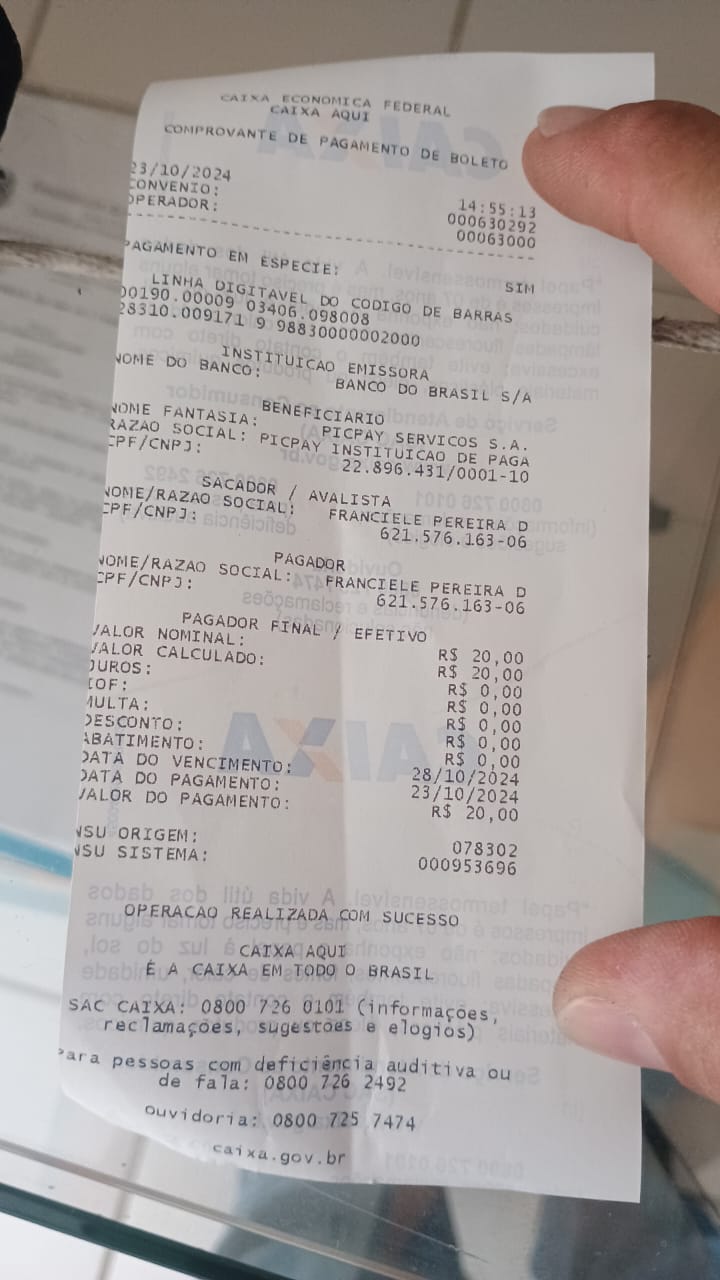 CAIXA ECONOMICA FEDERAL
CAIXA AQUI
COMPROVANTE DE PAGAMENTO DE BOLETO
23/10/2024 14:55:13
CONVENIO: 000630292
OPERADOR: 00063000
--------------------------------
PAGAMENTO EM ESPECIE: SIM
LINHA DIGITAVEL DO CODIGO DE BARRAS
00190.00009 03406.098008
28310.009171 9 98830000002000
INSTITUICAO EMISSORA
NOME DO BANCO: BANCO DO BRASIL S/A
BENEFICIARIO
NOME FANTASIA: PICPAY SERVICOS S.A.
RAZAO SOCIAL: PICPAY INSTITUICAO DE PAGA
CPF/CNPJ: 22.896.431/0001-10
SACADOR / AVALISTA
NOME/RAZAO SOCIAL: FRANCIELE PEREIRA D
CPF/CNPJ: 621.576.163-06
PAGADOR
NOME/RAZAO SOCIAL: FRANCIELE PEREIRA D
CPF/CNPJ: 621.576.163-06
PAGADOR FINAL / EFETIVO
VALOR NOMINAL: R$ 20,00
VALOR CALCULADO: R$ 20,00
JUROS: R$ 0,00
IOF: R$ 0,00
MULTA: R$ 0,00
DESCONTO: R$ 0,00
ABATIMENTO: R$ 0,00
DATA DO VENCIMENTO: 28/10/2024
DATA DO PAGAMENTO: 23/10/2024
VALOR DO PAGAMENTO: R$ 20,00
NSU ORIGEM: 078302
NSU SISTEMA: 000953696
OPERACAO REALIZADA COM SUCESSO
CAIXA AQUI
É A CAIXA EM TODO O BRASIL
SAC CAIXA: 0800 726 0101 (informações,
reclamações, sugestões e elogios)
Para pessoas com deficiência auditiva ou
de fala: 0800 726 2492
Ouvidoria: 0800 725 7474
caixa.gov.br